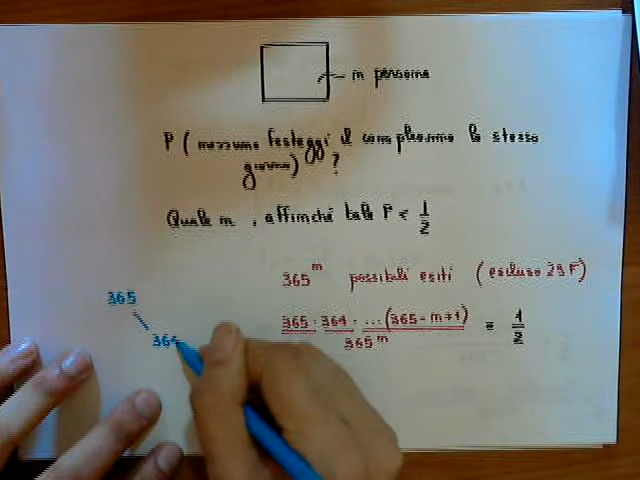 n persone
P ( nessuno festeggi il compleanno lo stesso
giorno) ?
Quale n , affinché tale P < 1/2
365^n possibili esiti ( escluso 29 F)
365 · 364 · ... (365 - n + 1) / 365^n = 1/2
365
364